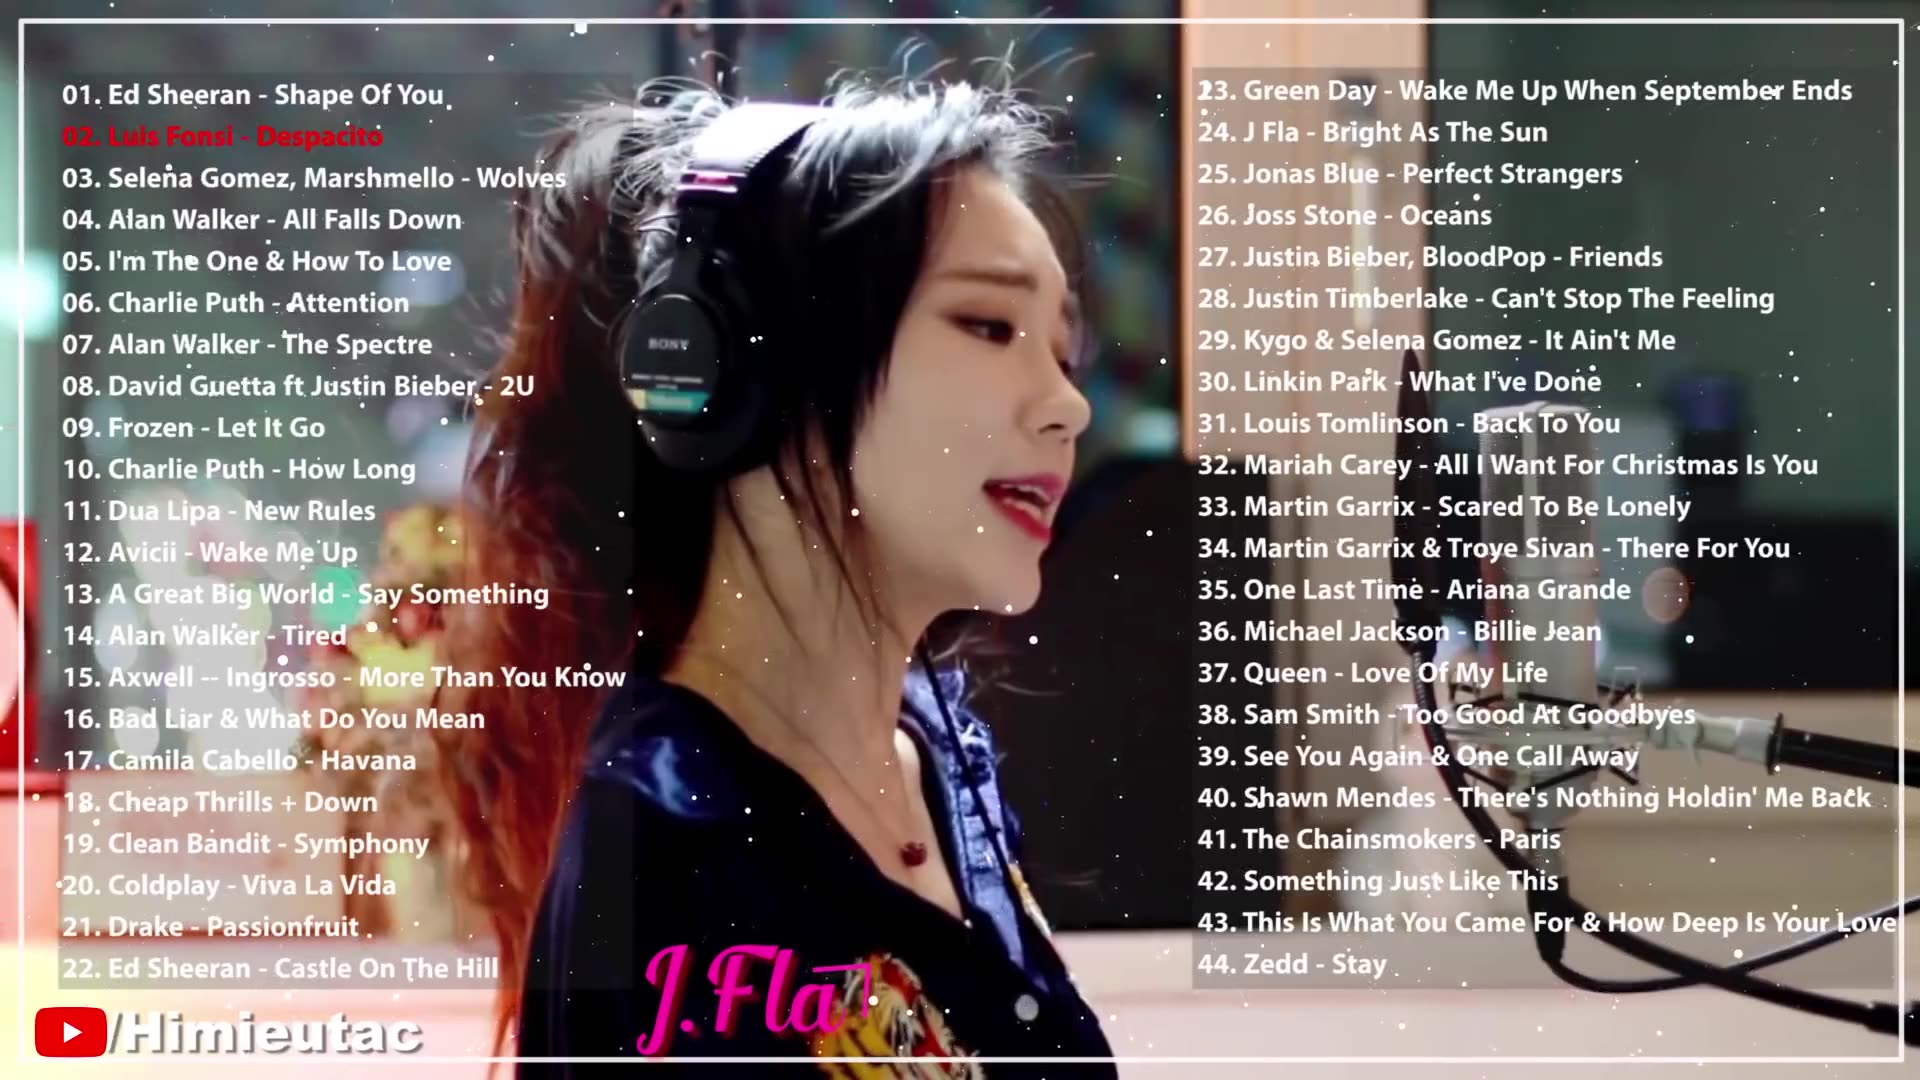 01. Ed Sheeran - Shape Of You
02. Luis Fonsi - Despacito
03. Selena Gomez, Marshmello - Wolves
04. Alan Walker - All Falls Down
05. I'm The One & How To Love
06. Charlie Puth - Attention
07. Alan Walker - The Spectre
08. David Guetta ft Justin Bieber - 2U
09. Frozen - Let It Go
10. Charlie Puth - How Long
11. Dua Lipa - New Rules
12. Avicii - Wake Me Up
13. A Great Big World - Say Something
14. Alan Walker - Tired
15. Axwell -- Ingrosso - More Than You Know
16. Bad Liar & What Do You Mean
17. Camila Cabello - Havana
18. Cheap Thrills + Down
19. Clean Bandit - Symphony
20. Coldplay - Viva La Vida
21. Drake - Passionfruit
22. Ed Sheeran - Castle On The Hill
23. Green Day - Wake Me Up When September Ends
24. J Fla - Bright As The Sun
25. Jonas Blue - Perfect Strangers
26. Joss Stone - Oceans
27. Justin Bieber, BloodPop - Friends
28. Justin Timberlake - Can't Stop The Feeling
29. Kygo & Selena Gomez - It Ain't Me
30. Linkin Park - What I've Done
31. Louis Tomlinson - Back To You
32. Mariah Carey - All I Want For Christmas Is You
33. Martin Garrix - Scared To Be Lonely
34. Martin Garrix & Troye Sivan - There For You
35. One Last Time - Ariana Grande
36. Michael Jackson - Billie Jean
37. Queen - Love Of My Life
38. Sam Smith - Too Good At Goodbyes
39. See You Again & One Call Away
40. Shawn Mendes - There's Nothing Holdin' Me Back
41. The Chainsmokers - Paris
42. Something Just Like This
43. This Is What You Came For & How Deep Is Your Love
44. Zedd - Stay
SONY
J.Fla
/Himieutac